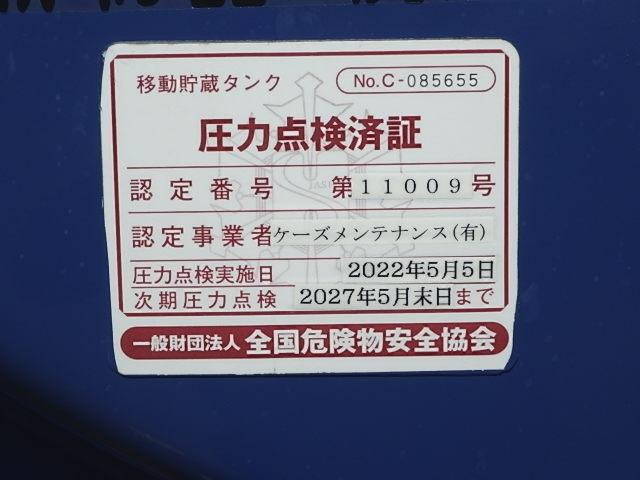 移動貯蔵タンク No.C-085655
圧力点検済証
認定番号 第11009号
認定事業者 ケーズメンテナンス(有)
圧力点検実施日 2022年5月5日
次期圧力点検 2027年5月末日まで
一般財団法人 全国危険物安全協会